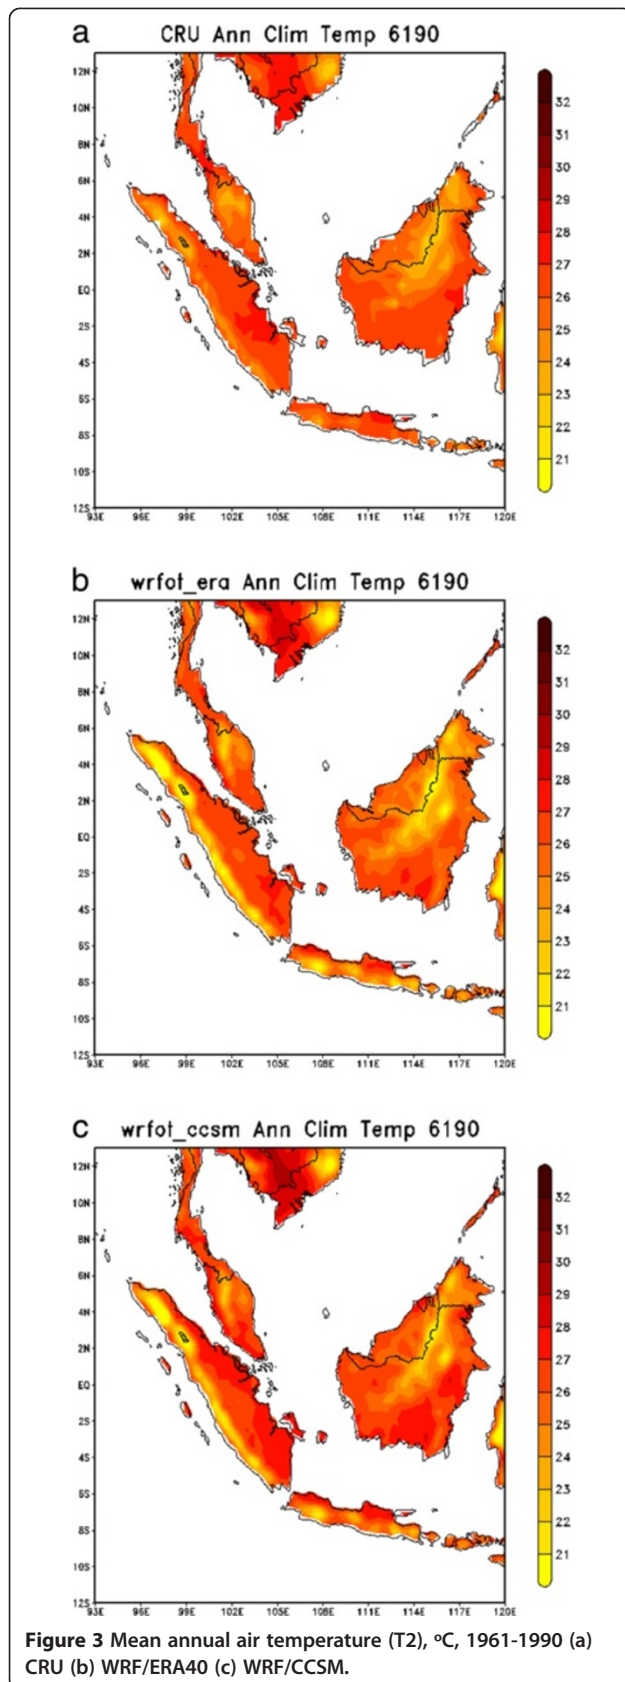 a
CRU Ann Clim Temp 6190
12N
10N
8N
6N
4N
2N
EQ
2S
4S
6S
8S
10S
12S
93E 96E 99E 102E 105E 108E 111E 114E 117E 120E
32
31
30
29
28
27
26
25
24
23
22
21
b
wrfot_era Ann Clim Temp 6190
12N
10N
8N
6N
4N
2N
EQ
2S
4S
6S
8S
10S
12S
93E 96E 99E 102E 105E 108E 111E 114E 117E 120E
32
31
30
29
28
27
26
25
24
23
22
21
c
wrfot_ccsm Ann Clim Temp 6190
12N
10N
8N
6N
4N
2N
EQ
2S
4S
6S
8S
10S
12S
93E 96E 99E 102E 105E 108E 111E 114E 117E 120E
32
31
30
29
28
27
26
25
24
23
22
21
Figure 3 Mean annual air temperature (T2), ºC, 1961-1990 (a)
CRU (b) WRF/ERA40 (c) WRF/CCSM.